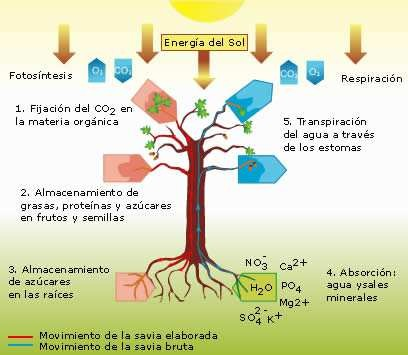 Energía del Sol
O₂
CO₂
CO₂
O₂
Fotosíntesis
Respiración
1. Fijación del CO2 en
la materia orgánica
5. Transpiración
del agua a través
de los estomas
2. Almacenamiento de
grasas, proteínas y azúcares
en frutos y semillas
3. Almacenamiento
de azúcares
en las raíces
NO3-
Ca2+
H2O
PO4
Mg2+
SO4- K+
4. Absorción:
agua ysales
minerales
Movimiento de la savia elaborada
Movimiento de la savia bruta